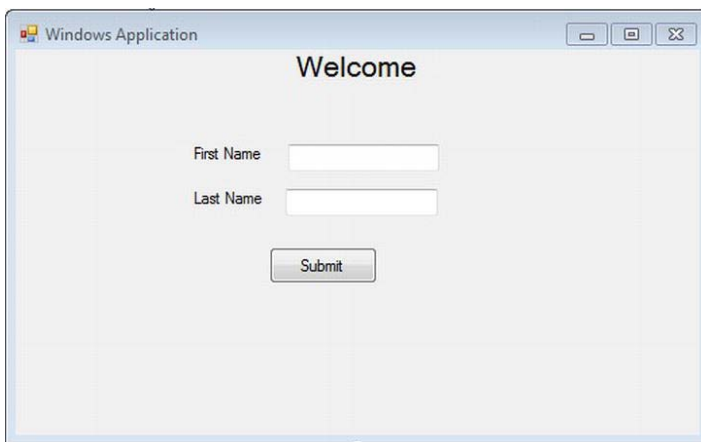 Windows Application
Welcome
First Name
Last Name
Submit